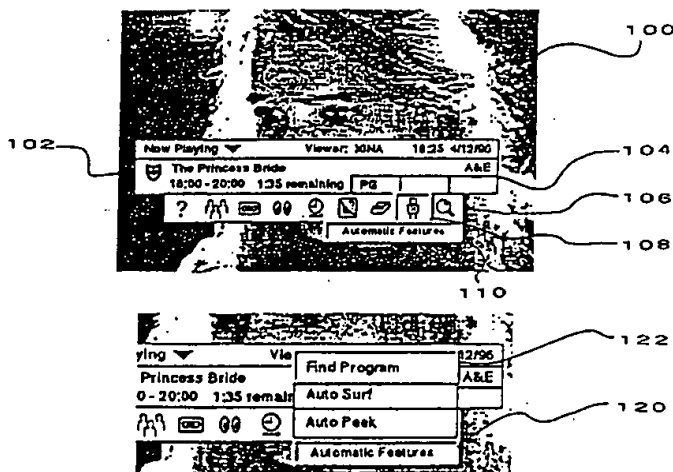 100
Now Playing Viewer: XINA 18:25 4/12/96
102
The Princess Bride A&E
104
18:00 - 20:00 1:35 remaining PG
?
106
Automatic Features
108
110
ying Vie 12/96
122
Find Program
Princess Bride A&E
0 - 20:00 1:35 remain
Auto Surf
120
Auto Peek
Automatic Features